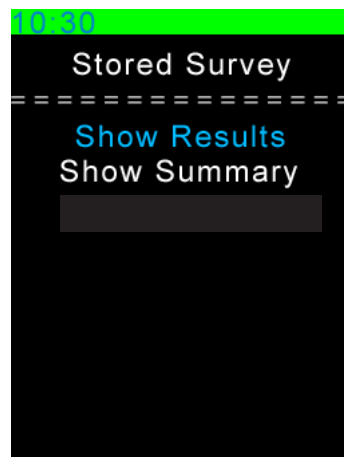 10:30
Stored Survey
===============
Show Results
Show Summary